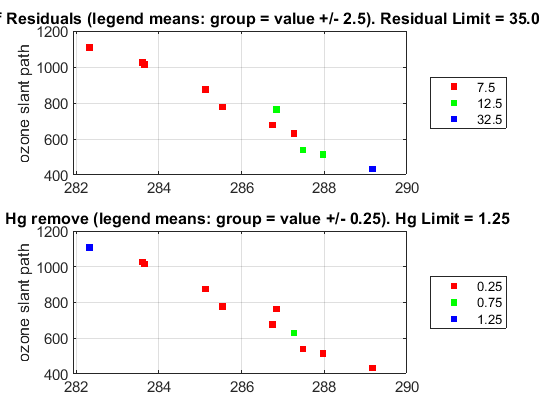 f Residuals (legend means: group = value +/- 2.5). Residual Limit = 35.0
1200
1000
800
600
400
ozone slant path
282 284 286 288 290
7.5
12.5
32.5
Hg remove (legend means: group = value +/- 0.25). Hg Limit = 1.25
1200
1000
800
600
400
ozone slant path
282 284 286 288 290
0.25
0.75
1.25